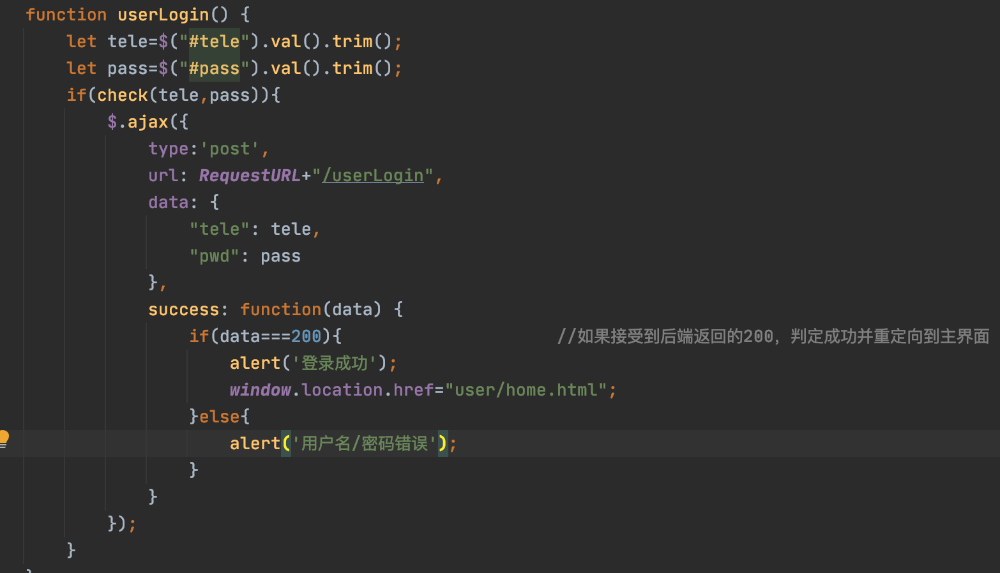 function userLogin() {
let tele=$("#tele").val().trim();
let pass=$("#pass").val().trim();
if(check(tele,pass)){
$.ajax({
type:'post',
url: RequestURL+"/userLogin",
data: {
"tele": tele,
"pwd": pass
},
success: function(data) {
if(data===200){ //如果接受到后端返回的200，判定成功并重定向到主界面
alert('登录成功');
window.location.href="user/home.html";
}else{
alert('用户名/密码错误');
}
}
});
}